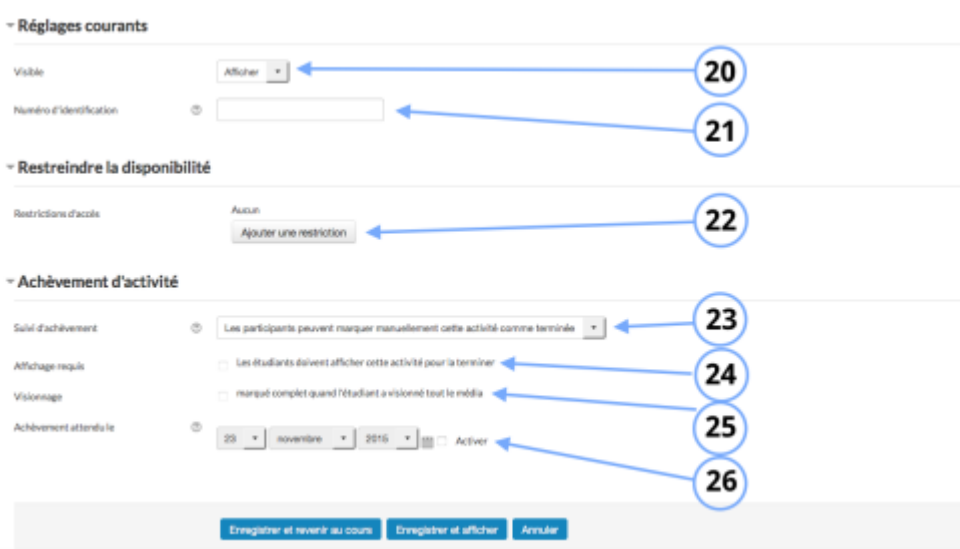 Réglages courants
Visible Afficher 20
Numéro d'identification 21
Restreindre la disponibilité
Restrictions d'accès Aucun
Ajouter une restriction 22
Achèvement d'activité
Suivi d'achèvement Les participants peuvent marquer manuellement cette activité comme terminée 23
Affichage requis Les étudiants doivent afficher cette activité pour la terminer 24
Visionnage marqué complet quand l'étudiant a visionné tout le média 25
Achèvement attendu le 23 novembre 2015 Activer 26
Enregistrer et revenir au cours Enregistrer et afficher Annuler